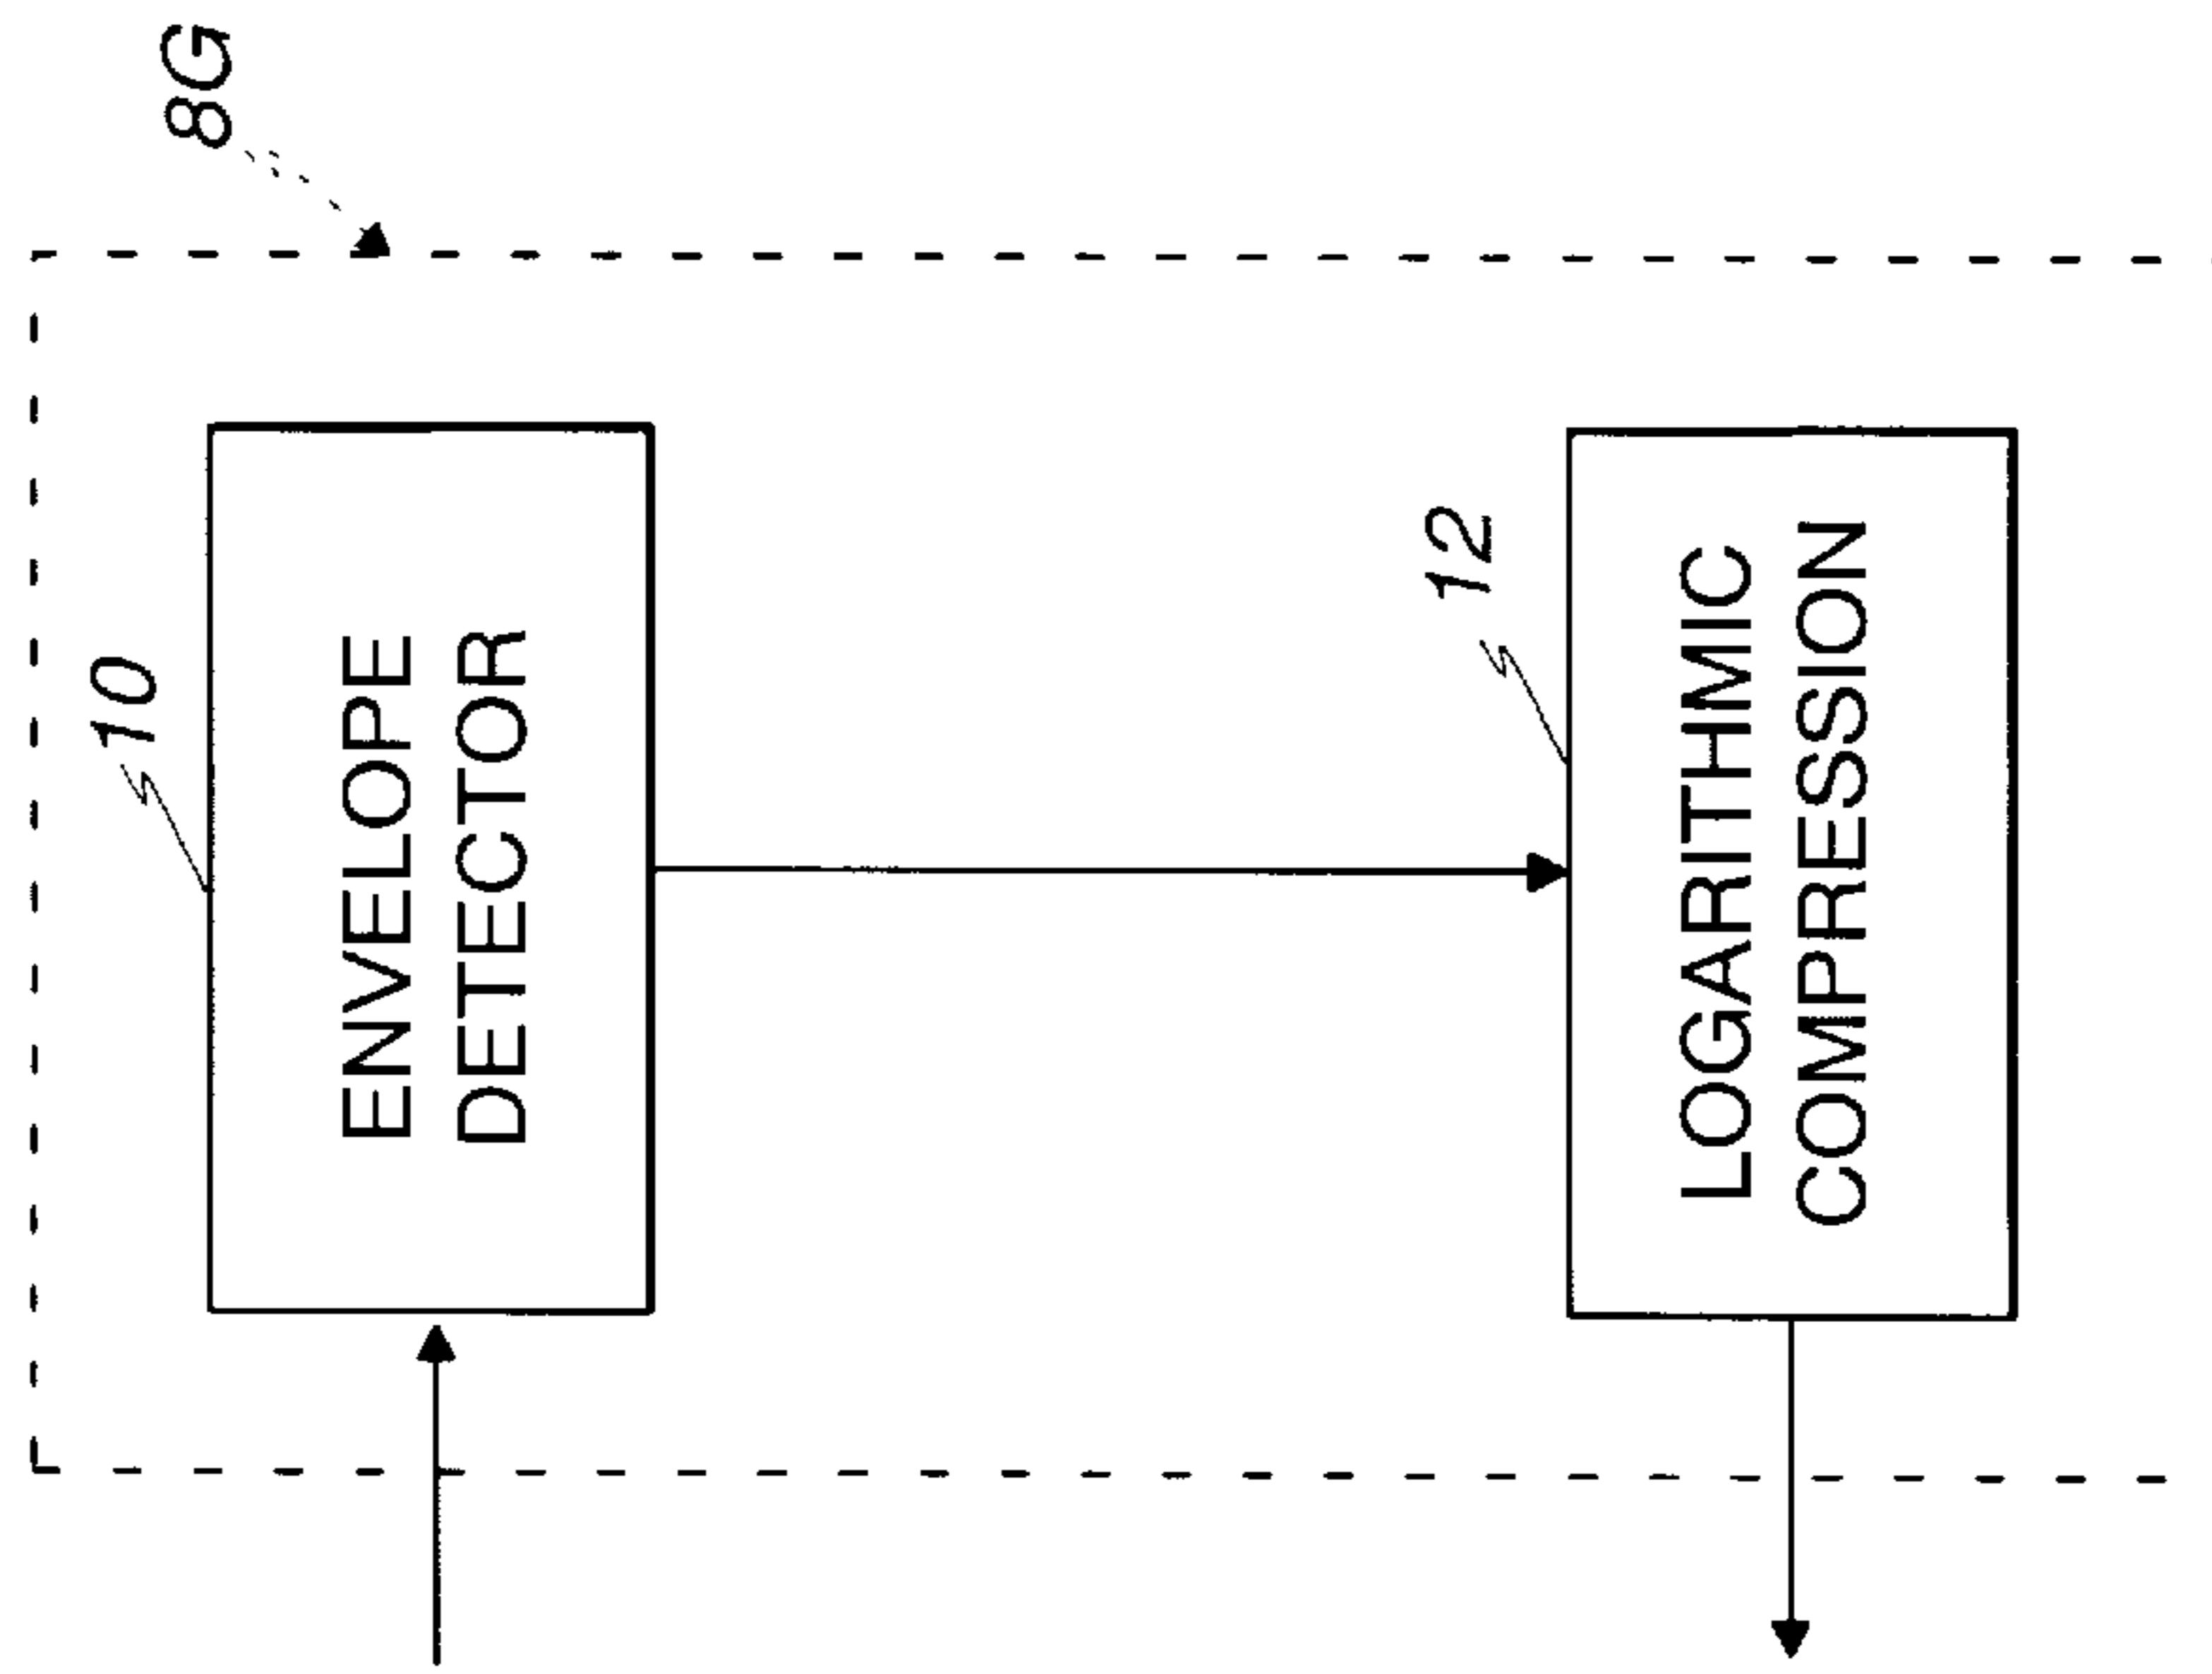 8G
10
ENVELOPE
DETECTOR
12
LOGARITHMIC
COMPRESSION